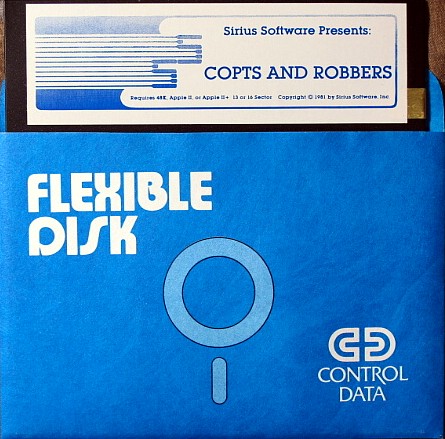 Sirius Software Presents:
COPTS AND ROBBERS
Requires 48K, Apple II, or Apple II+ 13 or 16 Sector Copyright © 1981 by Sirius Software, Inc
FLEXIBLE
DISK
CONTROL
DATA